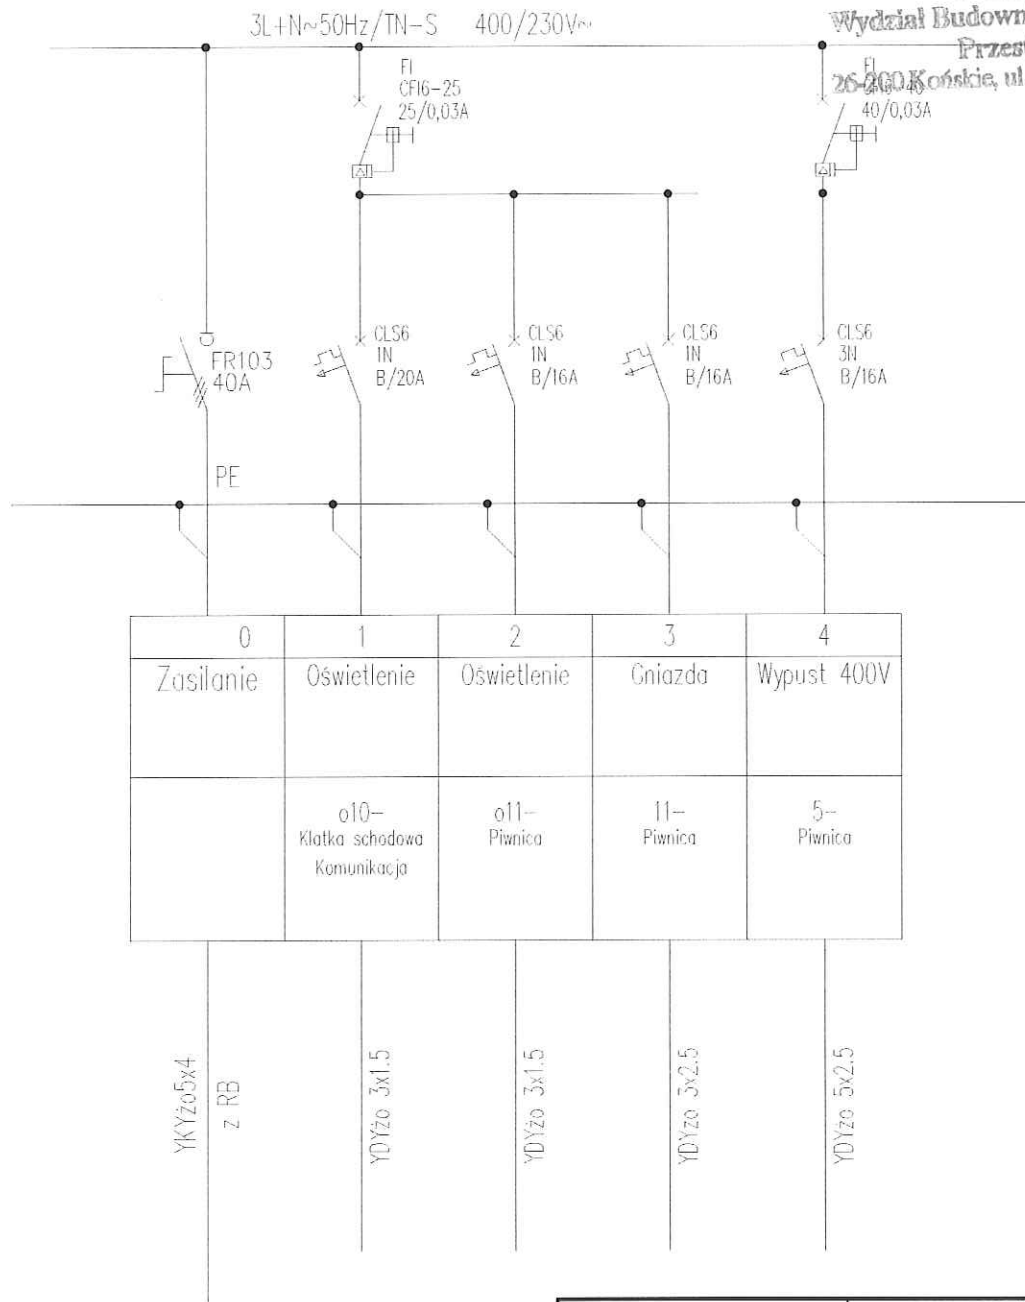 3L+N~50Hz/TN-S 400/230V~
Wydział Budown
Przest
26-200 Końskie, ul
FI
CFI6-25
25/0,03A
FI
40/0,03A
FR103
40A
CLS6
1N
B/20A
CLS6
1N
B/16A
CLS6
1N
B/16A
CLS6
3N
B/16A
PE
0 1 2 3 4
Zasilanie Oświetlenie Oświetlenie Gniazda Wypust 400V
o10-
Klatka schodowa
Komunikacja
o11-
Piwnica
11-
Piwnica
5-
Piwnica
YKYżo5x4
z RB
YDYżo 3x1.5
YDYżo 3x1.5
YDYżo 3x2.5
YDYżo 5x2.5